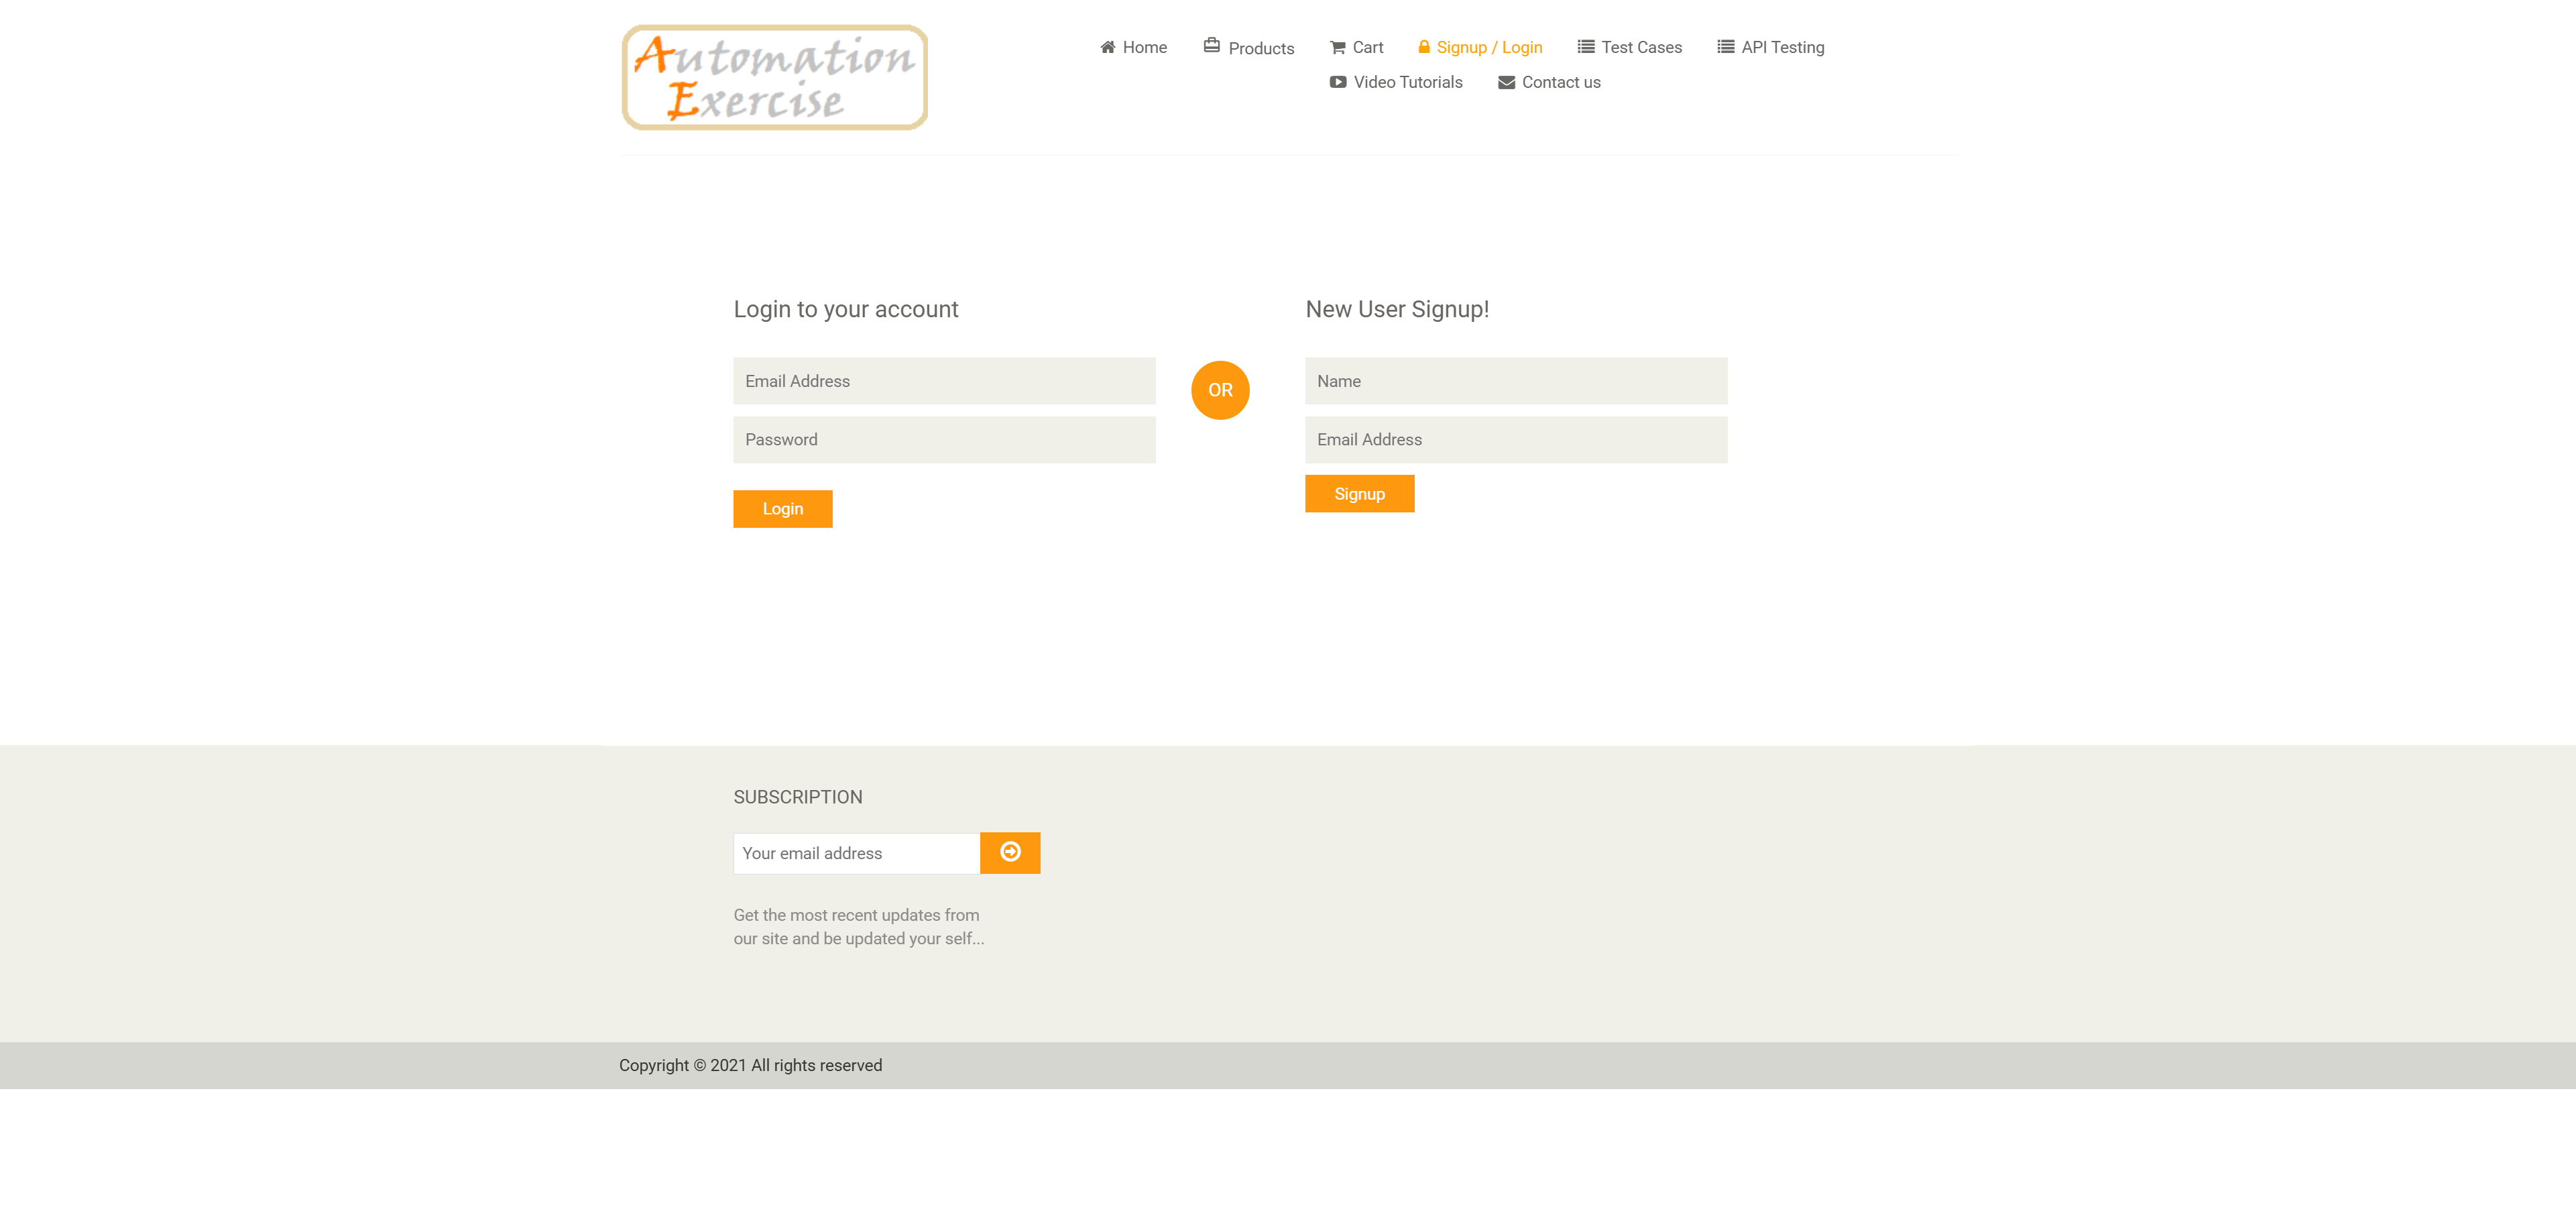 Automation
Exercise
Home Products Cart Signup / Login Test Cases API Testing
Video Tutorials Contact us
Login to your account
Email Address
Password
Login
OR
New User Signup!
Name
Email Address
Signup
SUBSCRIPTION
Your email address
Get the most recent updates from
our site and be updated your self...
Copyright © 2021 All rights reserved